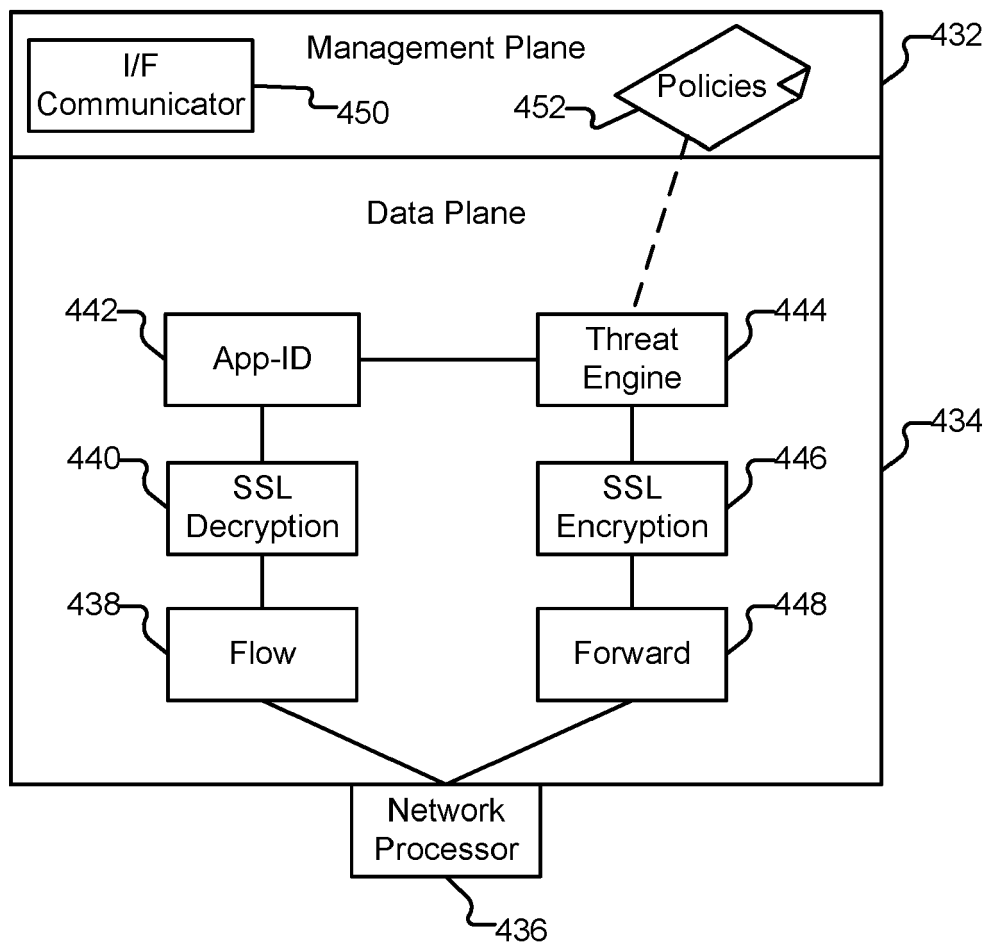 Management Plane
432
I/F
Communicator
450
452
Policies
Data Plane
442
App-ID
Threat
Engine
444
434
440
SSL
Decryption
SSL
Encryption
446
438
Flow
Forward
448
Network
Processor
436